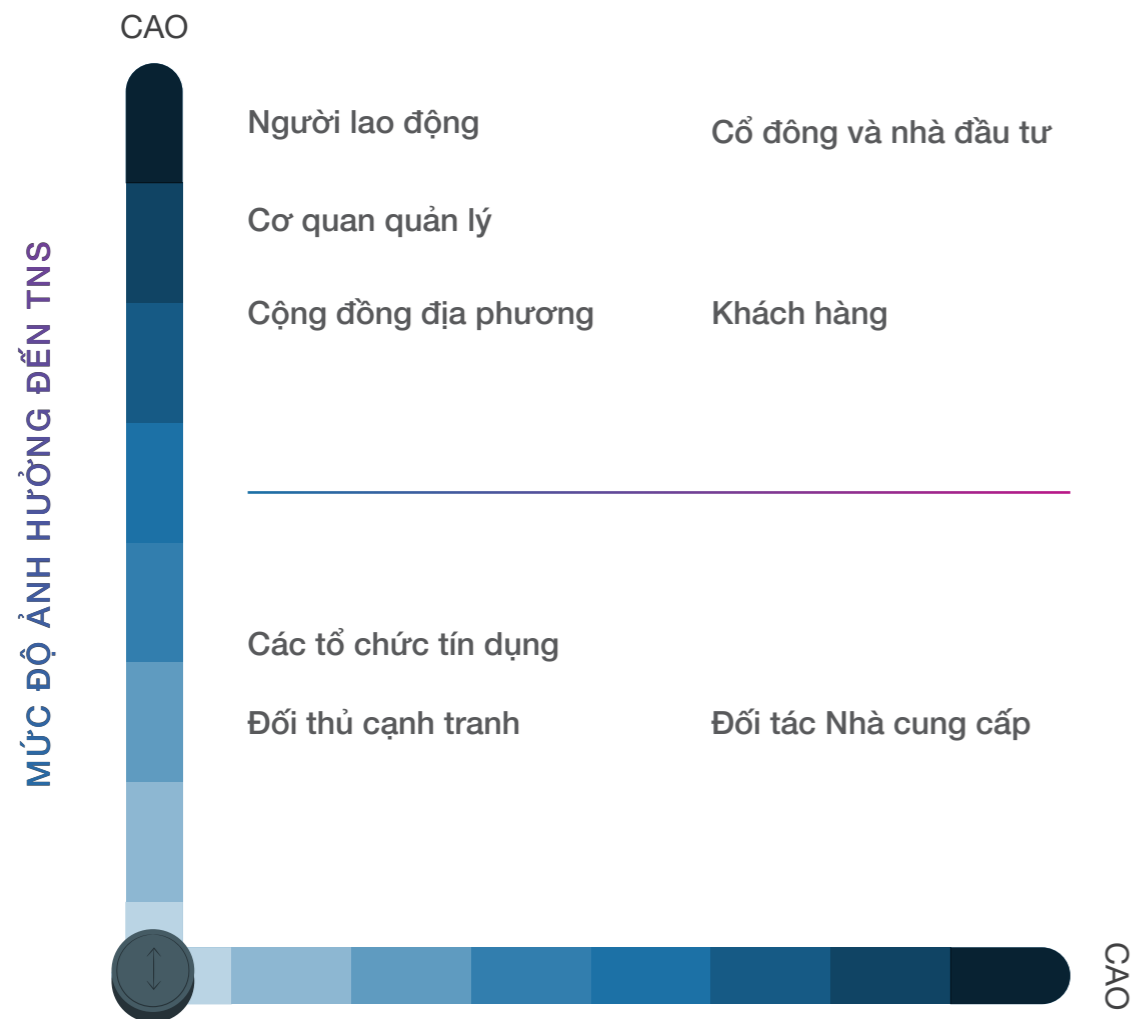 CAO
MỨC ĐỘ ẢNH HƯỞNG ĐẾN TNS
Người lao động
Cổ đông và nhà đầu tư
Cơ quan quản lý
Cộng đồng địa phương
Khách hàng
Các tổ chức tín dụng
Đối thủ cạnh tranh
Đối tác Nhà cung cấp
CAO